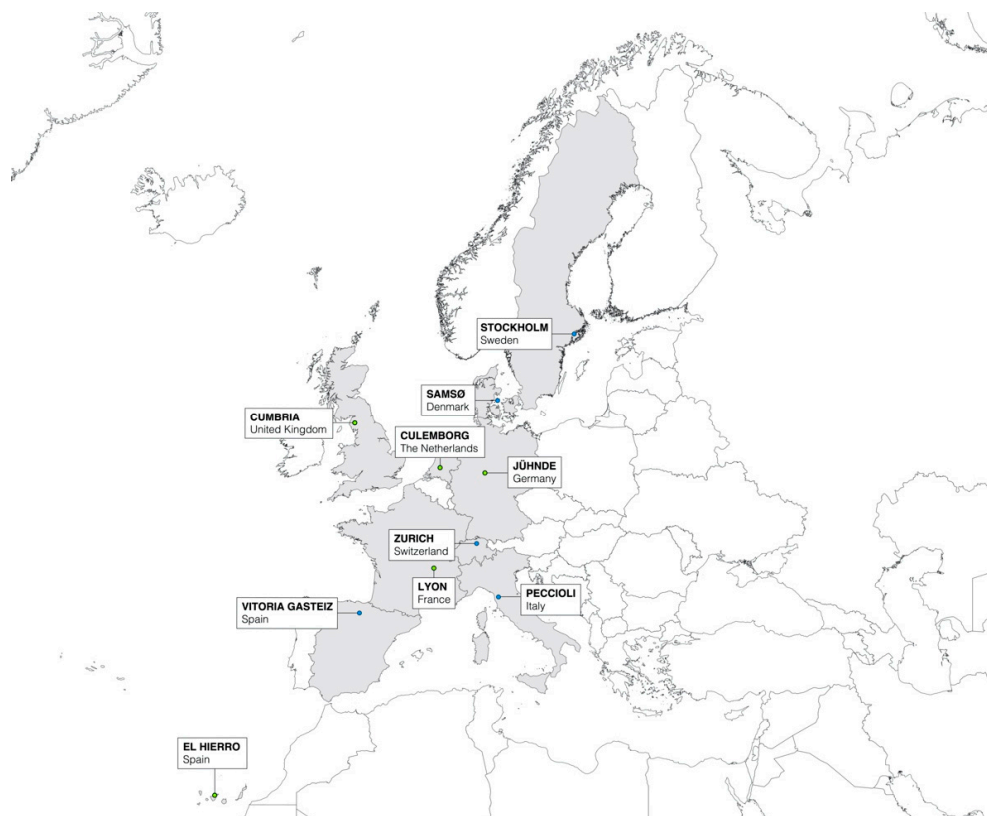 STOCKHOLM
Sweden
SAMSØ
Denmark
CUMBRIA
United Kingdom
CULEMBORG
The Netherlands
JÜHNDE
Germany
ZURICH
Switzerland
LYON
France
PECCIOLI
Italy
VITORIA GASTEIZ
Spain
EL HIERRO
Spain